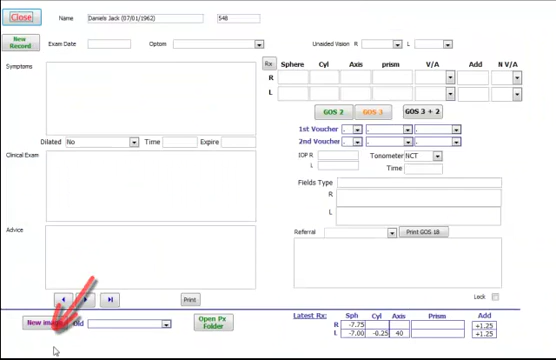 Close Name Daniels Jack (07/01/1962) 548
New Record Exam Date Optom Unaided Vision R L
Symptoms Rx Sphere Cyl Axis prism V/A Add N V/A
R
L
GOS 2 GOS 3 GOS 3 + 2
1st Voucher
Dilated No Time Expire 2nd Voucher
Clinical Exam IOP R Tonometer NCT
L Time
Fields Type
R
L
Advice Referral Print GOS 18
Print Lock
New image Old Open Px Folder Latest Rx: Sph Cyl Axis Prism Add
R -7.75 +1.25
L -7.00 -0.25 40 +1.25